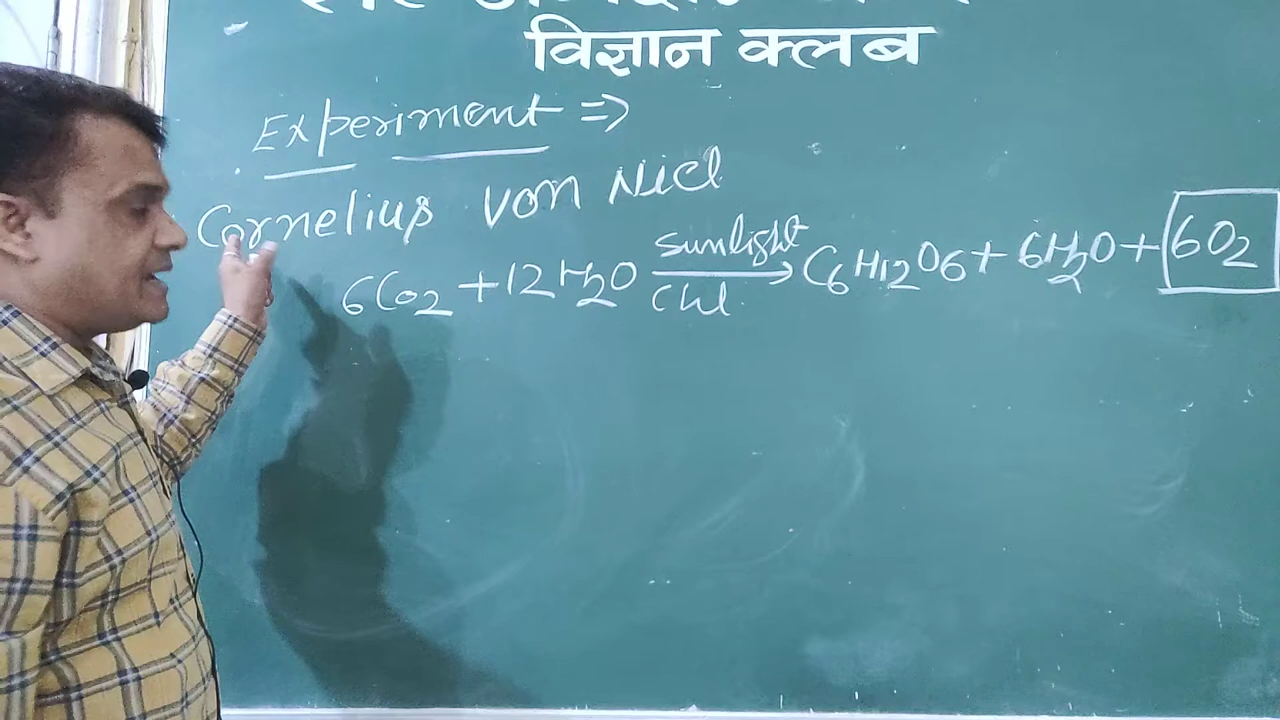 विज्ञान क्लब
Experiment =>
Cornelius von Niel
6CO2 + 12H2O sunlight Chl. → C6H12O6 + 6H2O + 6O2